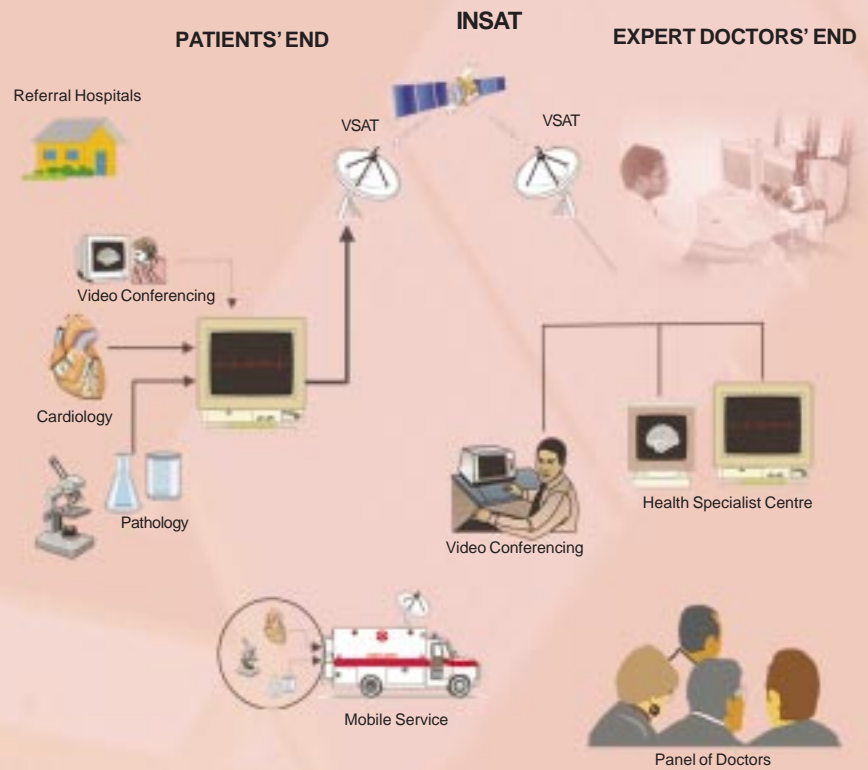 INSAT
PATIENTS' END
EXPERT DOCTORS' END
Referral Hospitals
VSAT
VSAT
Video Conferencing
Cardiology
Pathology
Video Conferencing
Health Specialist Centre
Mobile Service
Panel of Doctors